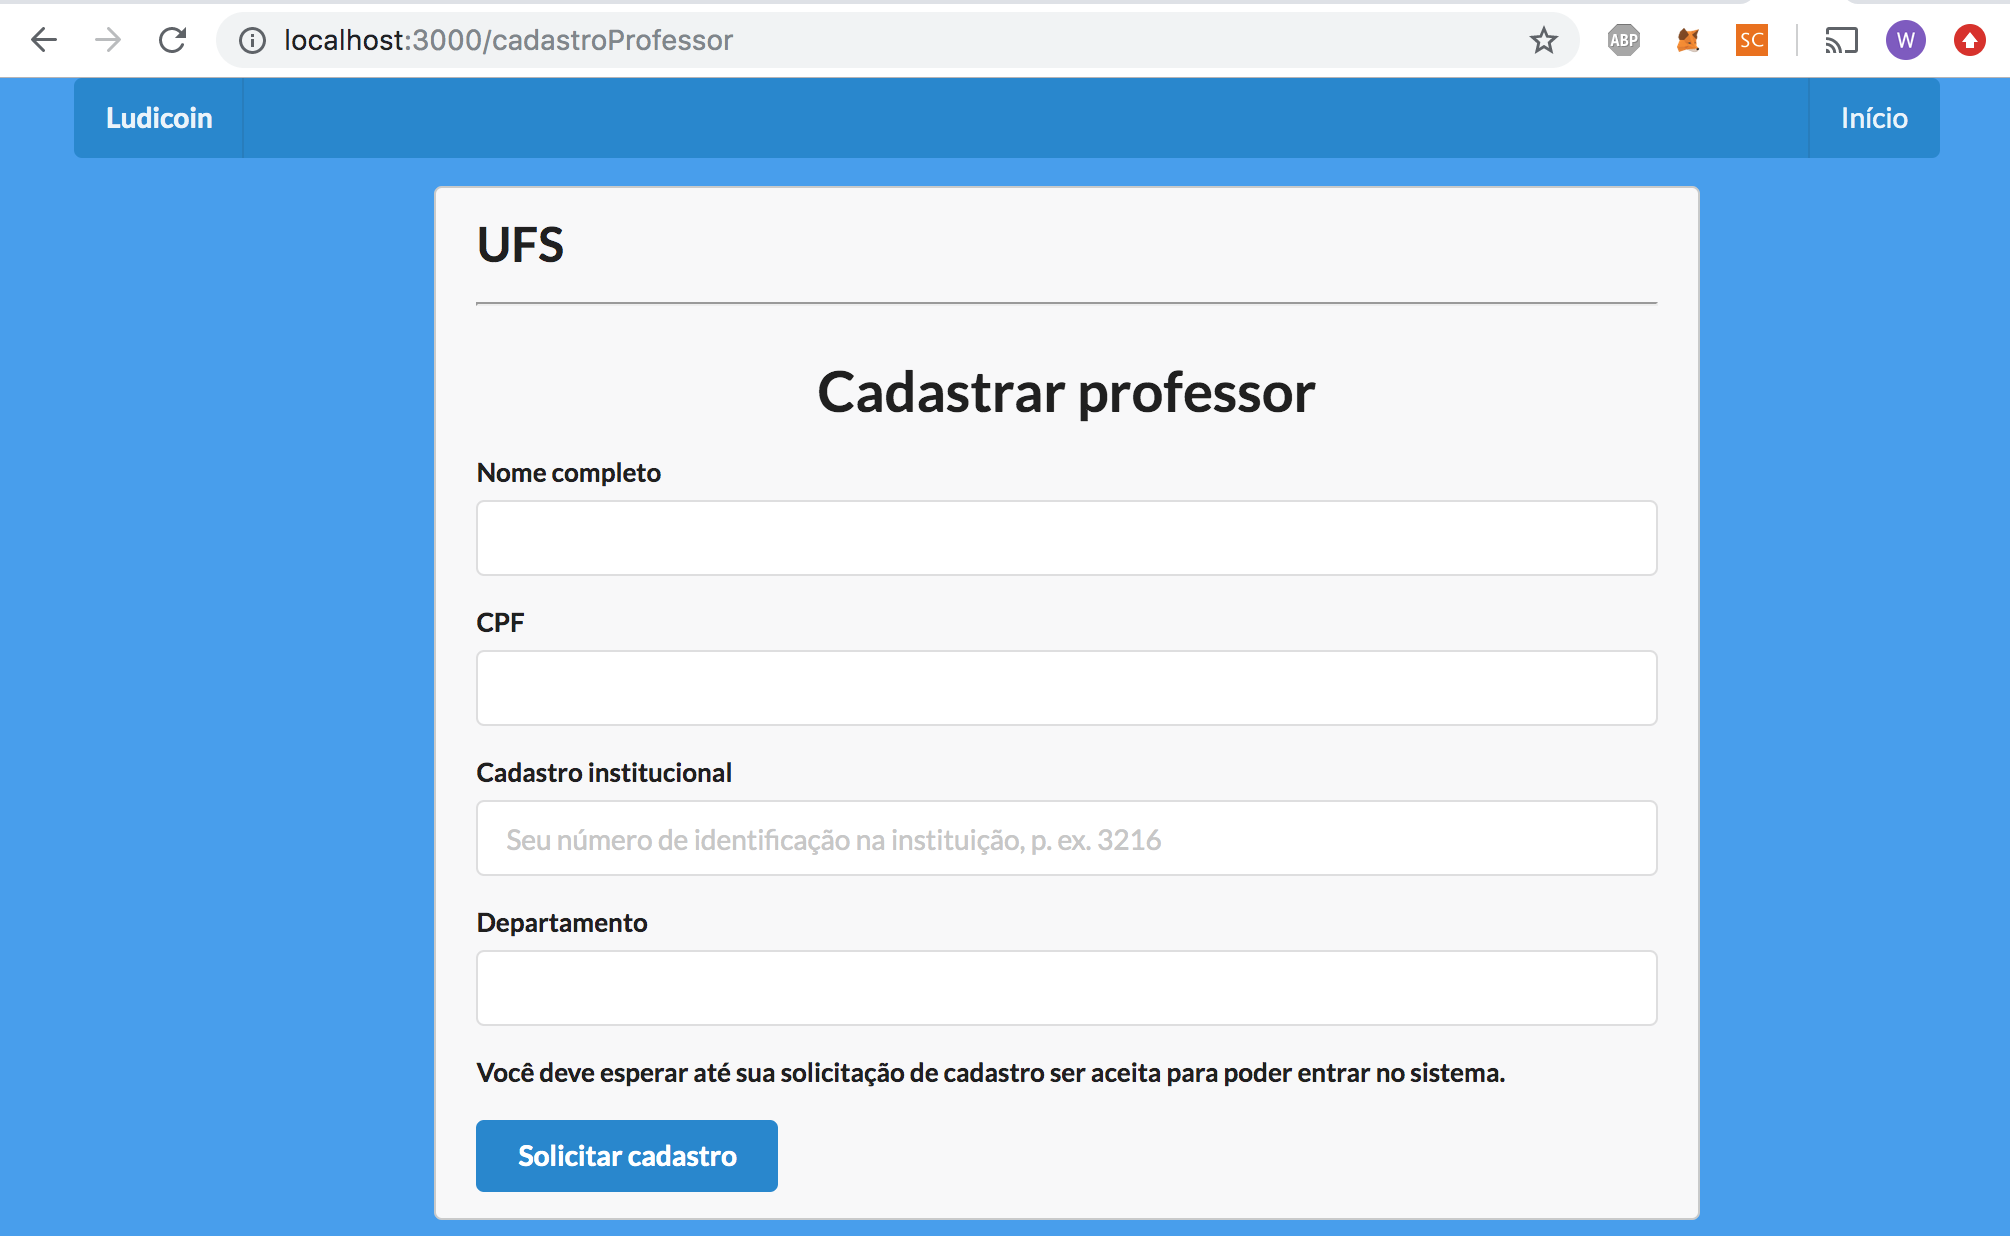 localhost:3000/cadastroProfessor
ABP
SC
W
Ludicoin
Início
UFS
Cadastrar professor
Nome completo
CPF
Cadastro institucional
Seu número de identificação na instituição, p. ex. 3216
Departamento
Você deve esperar até sua solicitação de cadastro ser aceita para poder entrar no sistema.
Solicitar cadastro